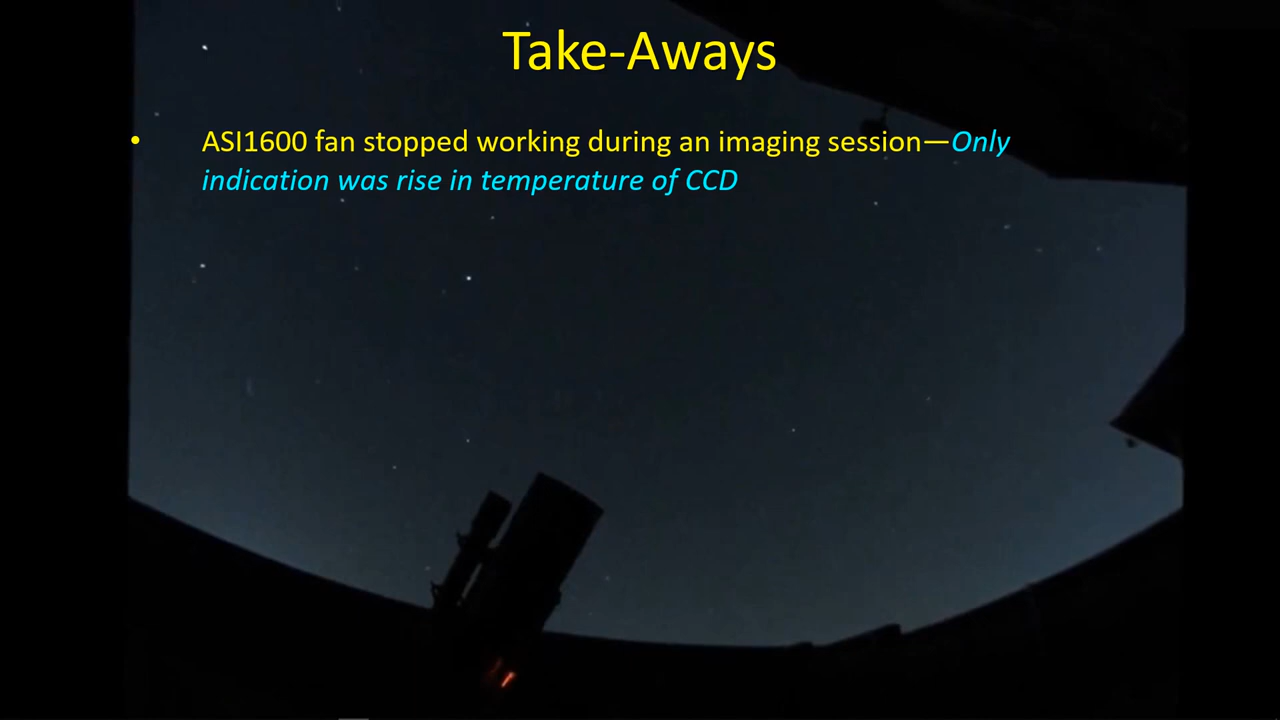 Take-Aways
• ASI1600 fan stopped working during an imaging session—Only
indication was rise in temperature of CCD